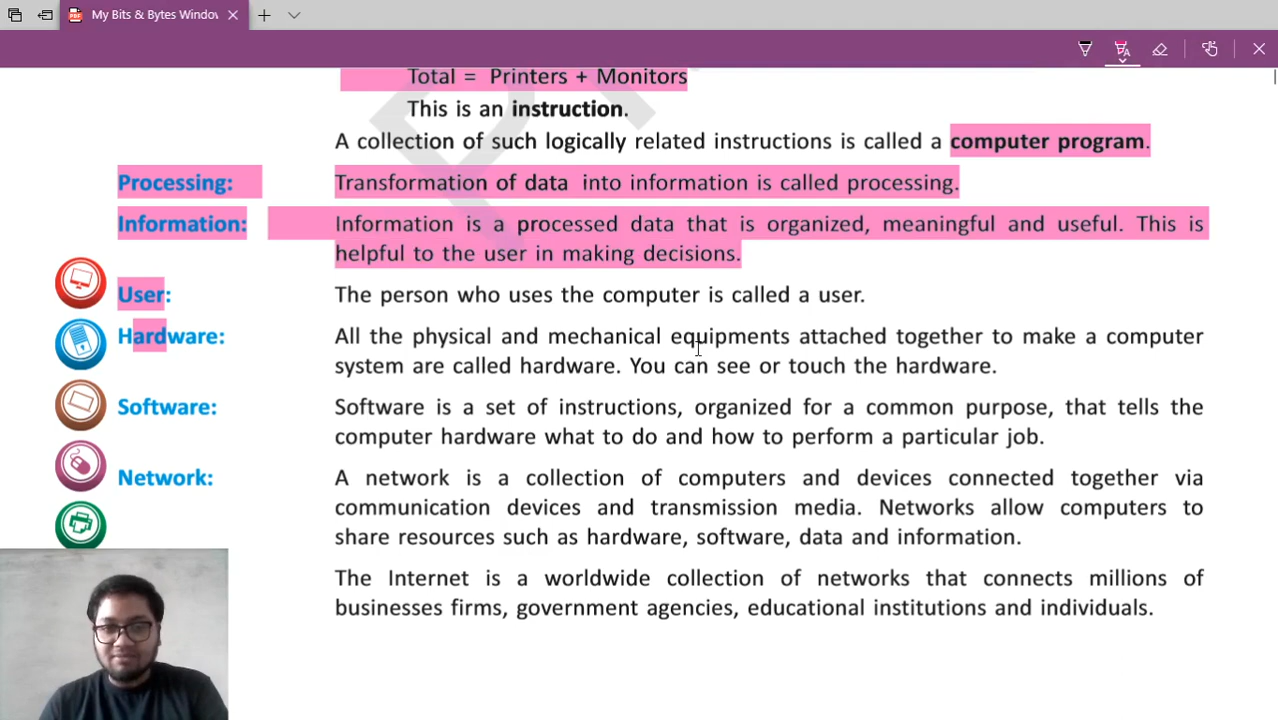 My Bits & Bytes Window
Total = Printers + Monitors
This is an instruction.
A collection of such logically related instructions is called a computer program.
Processing: Transformation of data into information is called processing.
Information: Information is a processed data that is organized, meaningful and useful. This is
helpful to the user in making decisions.
User: The person who uses the computer is called a user.
Hardware: All the physical and mechanical equipments attached together to make a computer
system are called hardware. You can see or touch the hardware.
Software: Software is a set of instructions, organized for a common purpose, that tells the
computer hardware what to do and how to perform a particular job.
Network: A network is a collection of computers and devices connected together via
communication devices and transmission media. Networks allow computers to
share resources such as hardware, software, data and information.
The Internet is a worldwide collection of networks that connects millions of
businesses firms, government agencies, educational institutions and individuals.